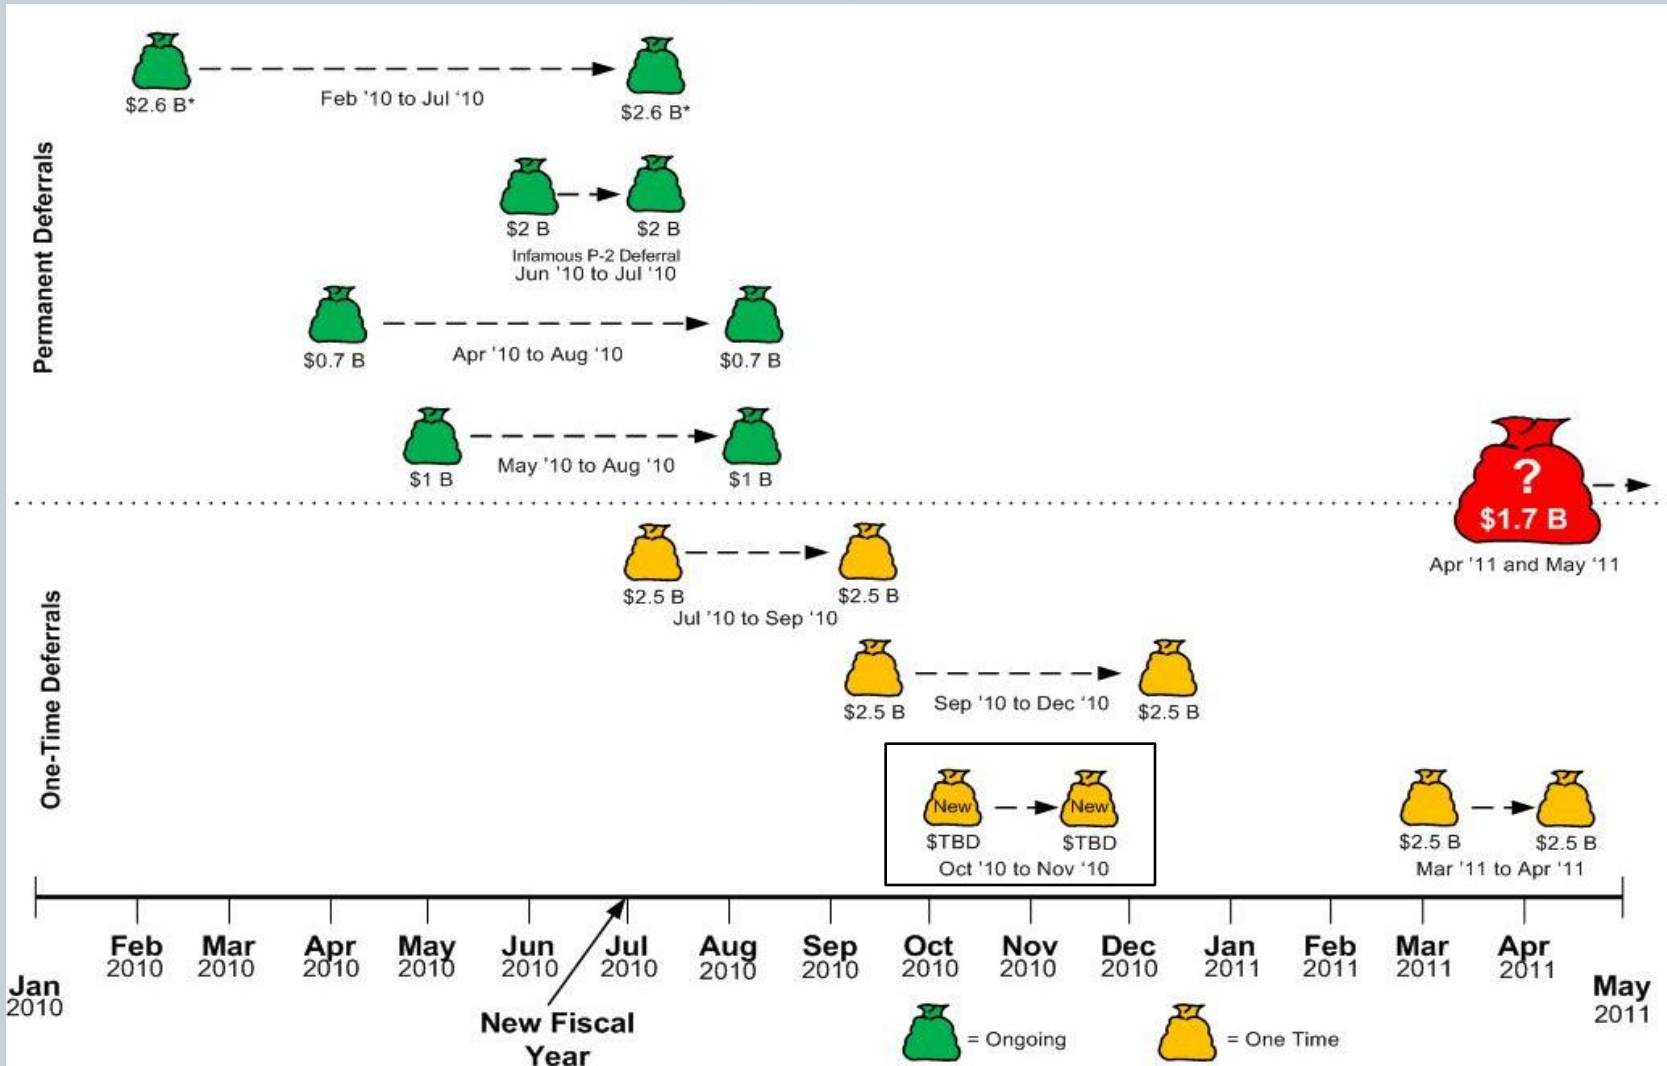 Permanent Deferrals
$2.6 B*
Feb '10 to Jul '10
$2.6 B*
$2 B
$2 B
Infamous P-2 Deferral
Jun '10 to Jul '10
$0.7 B
Apr '10 to Aug '10
$0.7 B
$1 B
May '10 to Aug '10
$1 B
?
$1.7 B
Apr '11 and May '11
One-Time Deferrals
$2.5 B
$2.5 B
Jul '10 to Sep '10
$2.5 B
Sep '10 to Dec '10
$2.5 B
New
New
$TBD
$TBD
Oct '10 to Nov '10
$2.5 B
$2.5 B
Mar '11 to Apr '11
Jan
2010
Feb
2010
Mar
2010
Apr
2010
May
2010
Jun
2010
Jul
2010
Aug
2010
Sep
2010
Oct
2010
Nov
2010
Dec
2010
Jan
2011
Feb
2011
Mar
2011
Apr
2011
May
2011
New Fiscal
Year
= Ongoing
= One Time